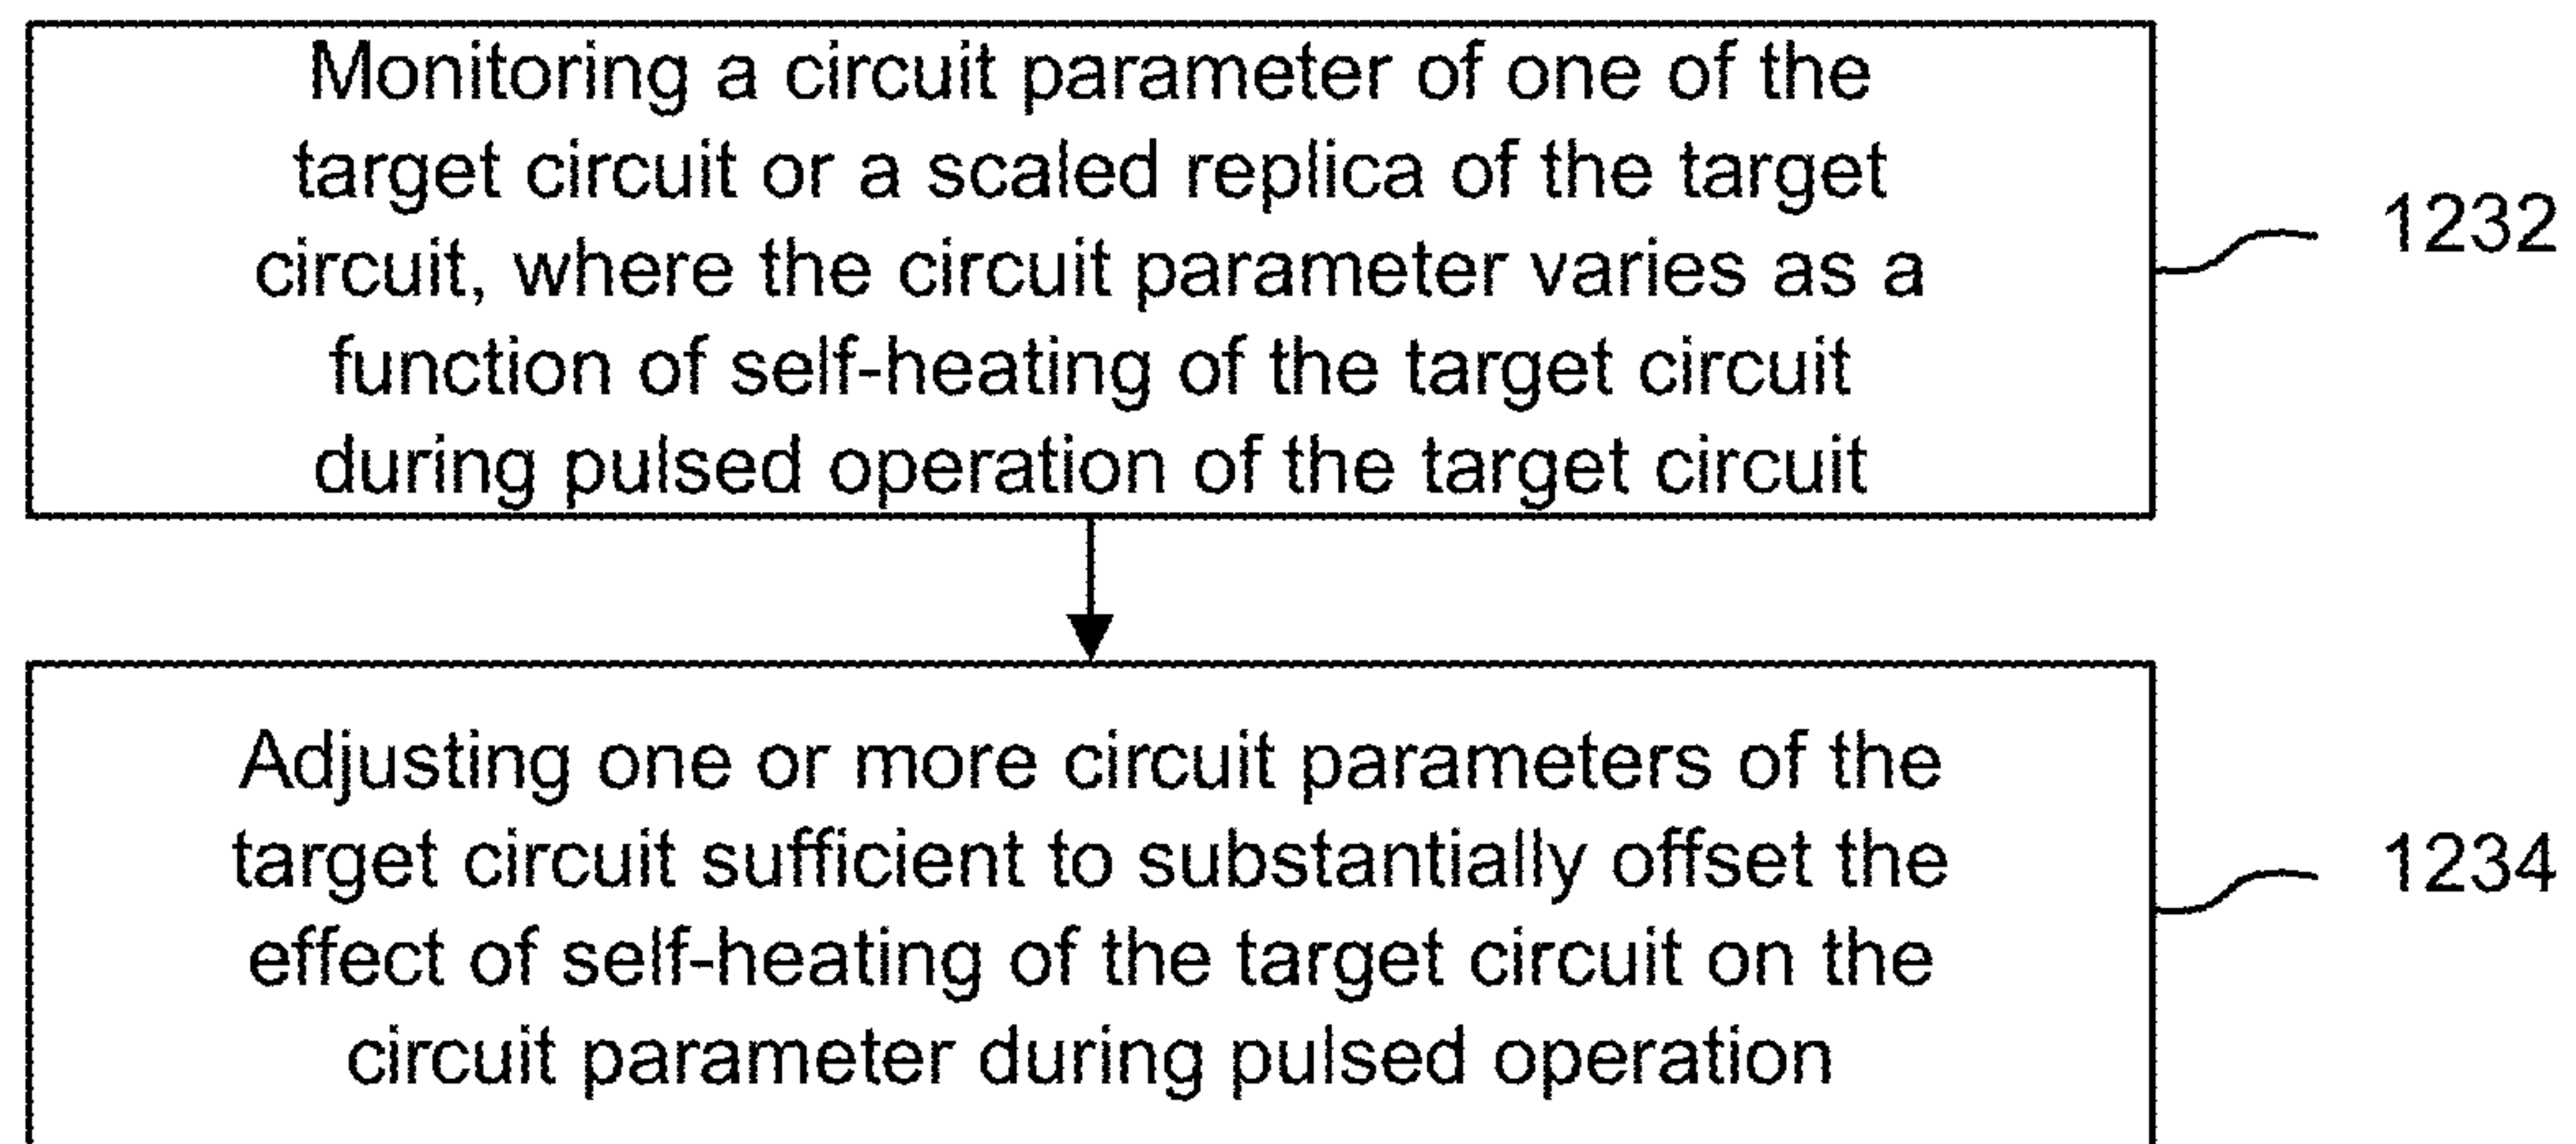 Monitoring a circuit parameter of one of the
target circuit or a scaled replica of the target
circuit, where the circuit parameter varies as a
function of self-heating of the target circuit
during pulsed operation of the target circuit
1232
Adjusting one or more circuit parameters of the
target circuit sufficient to substantially offset the
effect of self-heating of the target circuit on the
circuit parameter during pulsed operation
1234